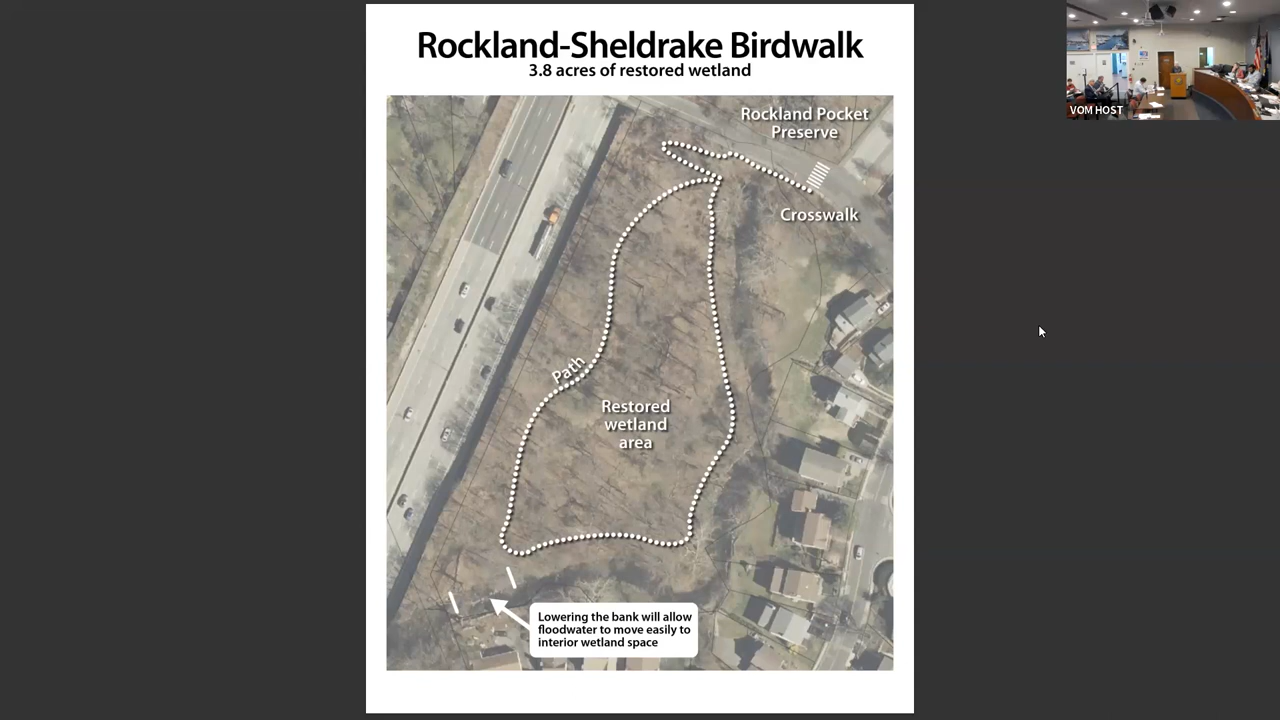 Rockland-Sheldrake Birdwalk
3.8 acres of restored wetland
VOM HOST
Rockland Pocket
Preserve
Crosswalk
Path
Restored
wetland
area
Lowering the bank will allow
floodwater to move easily to
interior wetland space